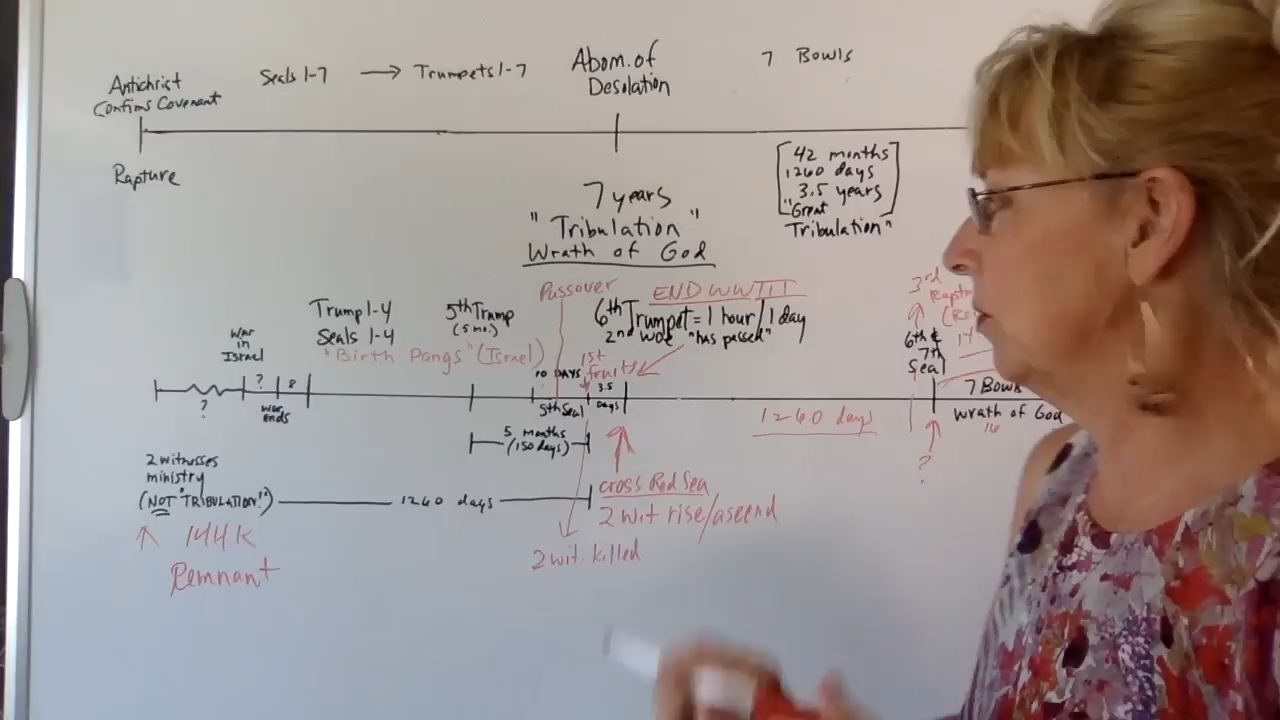 Antichrist
Confirms Covenant
Seals 1-7 → Trumpets 1-7
Abom. of
Desolation
7 Bowls
Rapture
42 months
1260 days
3.5 years
"Great
Tribulation"
7 years
"Tribulation"
Wrath of God
Passover
END WWIII
3rd
War
in
Israel
Trump 1-4
Seals 1-4
"Birth Pangs" (Israel)
5th Trump
(5 mo.)
6th Trumpet = 1 hour/1 day
2nd woe "has passed"
1st
fruits
10 DAYS
3.5
Days
5th Seal
6th &
7th
Seal
?
?
8
War
ends
7 Bowls
Wrath of God
16
1260 days
?
5 months
(150 days)
2 witnesses
ministry
(NOT "TRIBULATION!")
1260 days
Cross Red Sea
2 wit rise/ascend
2 wit. killed
144K
Remnant